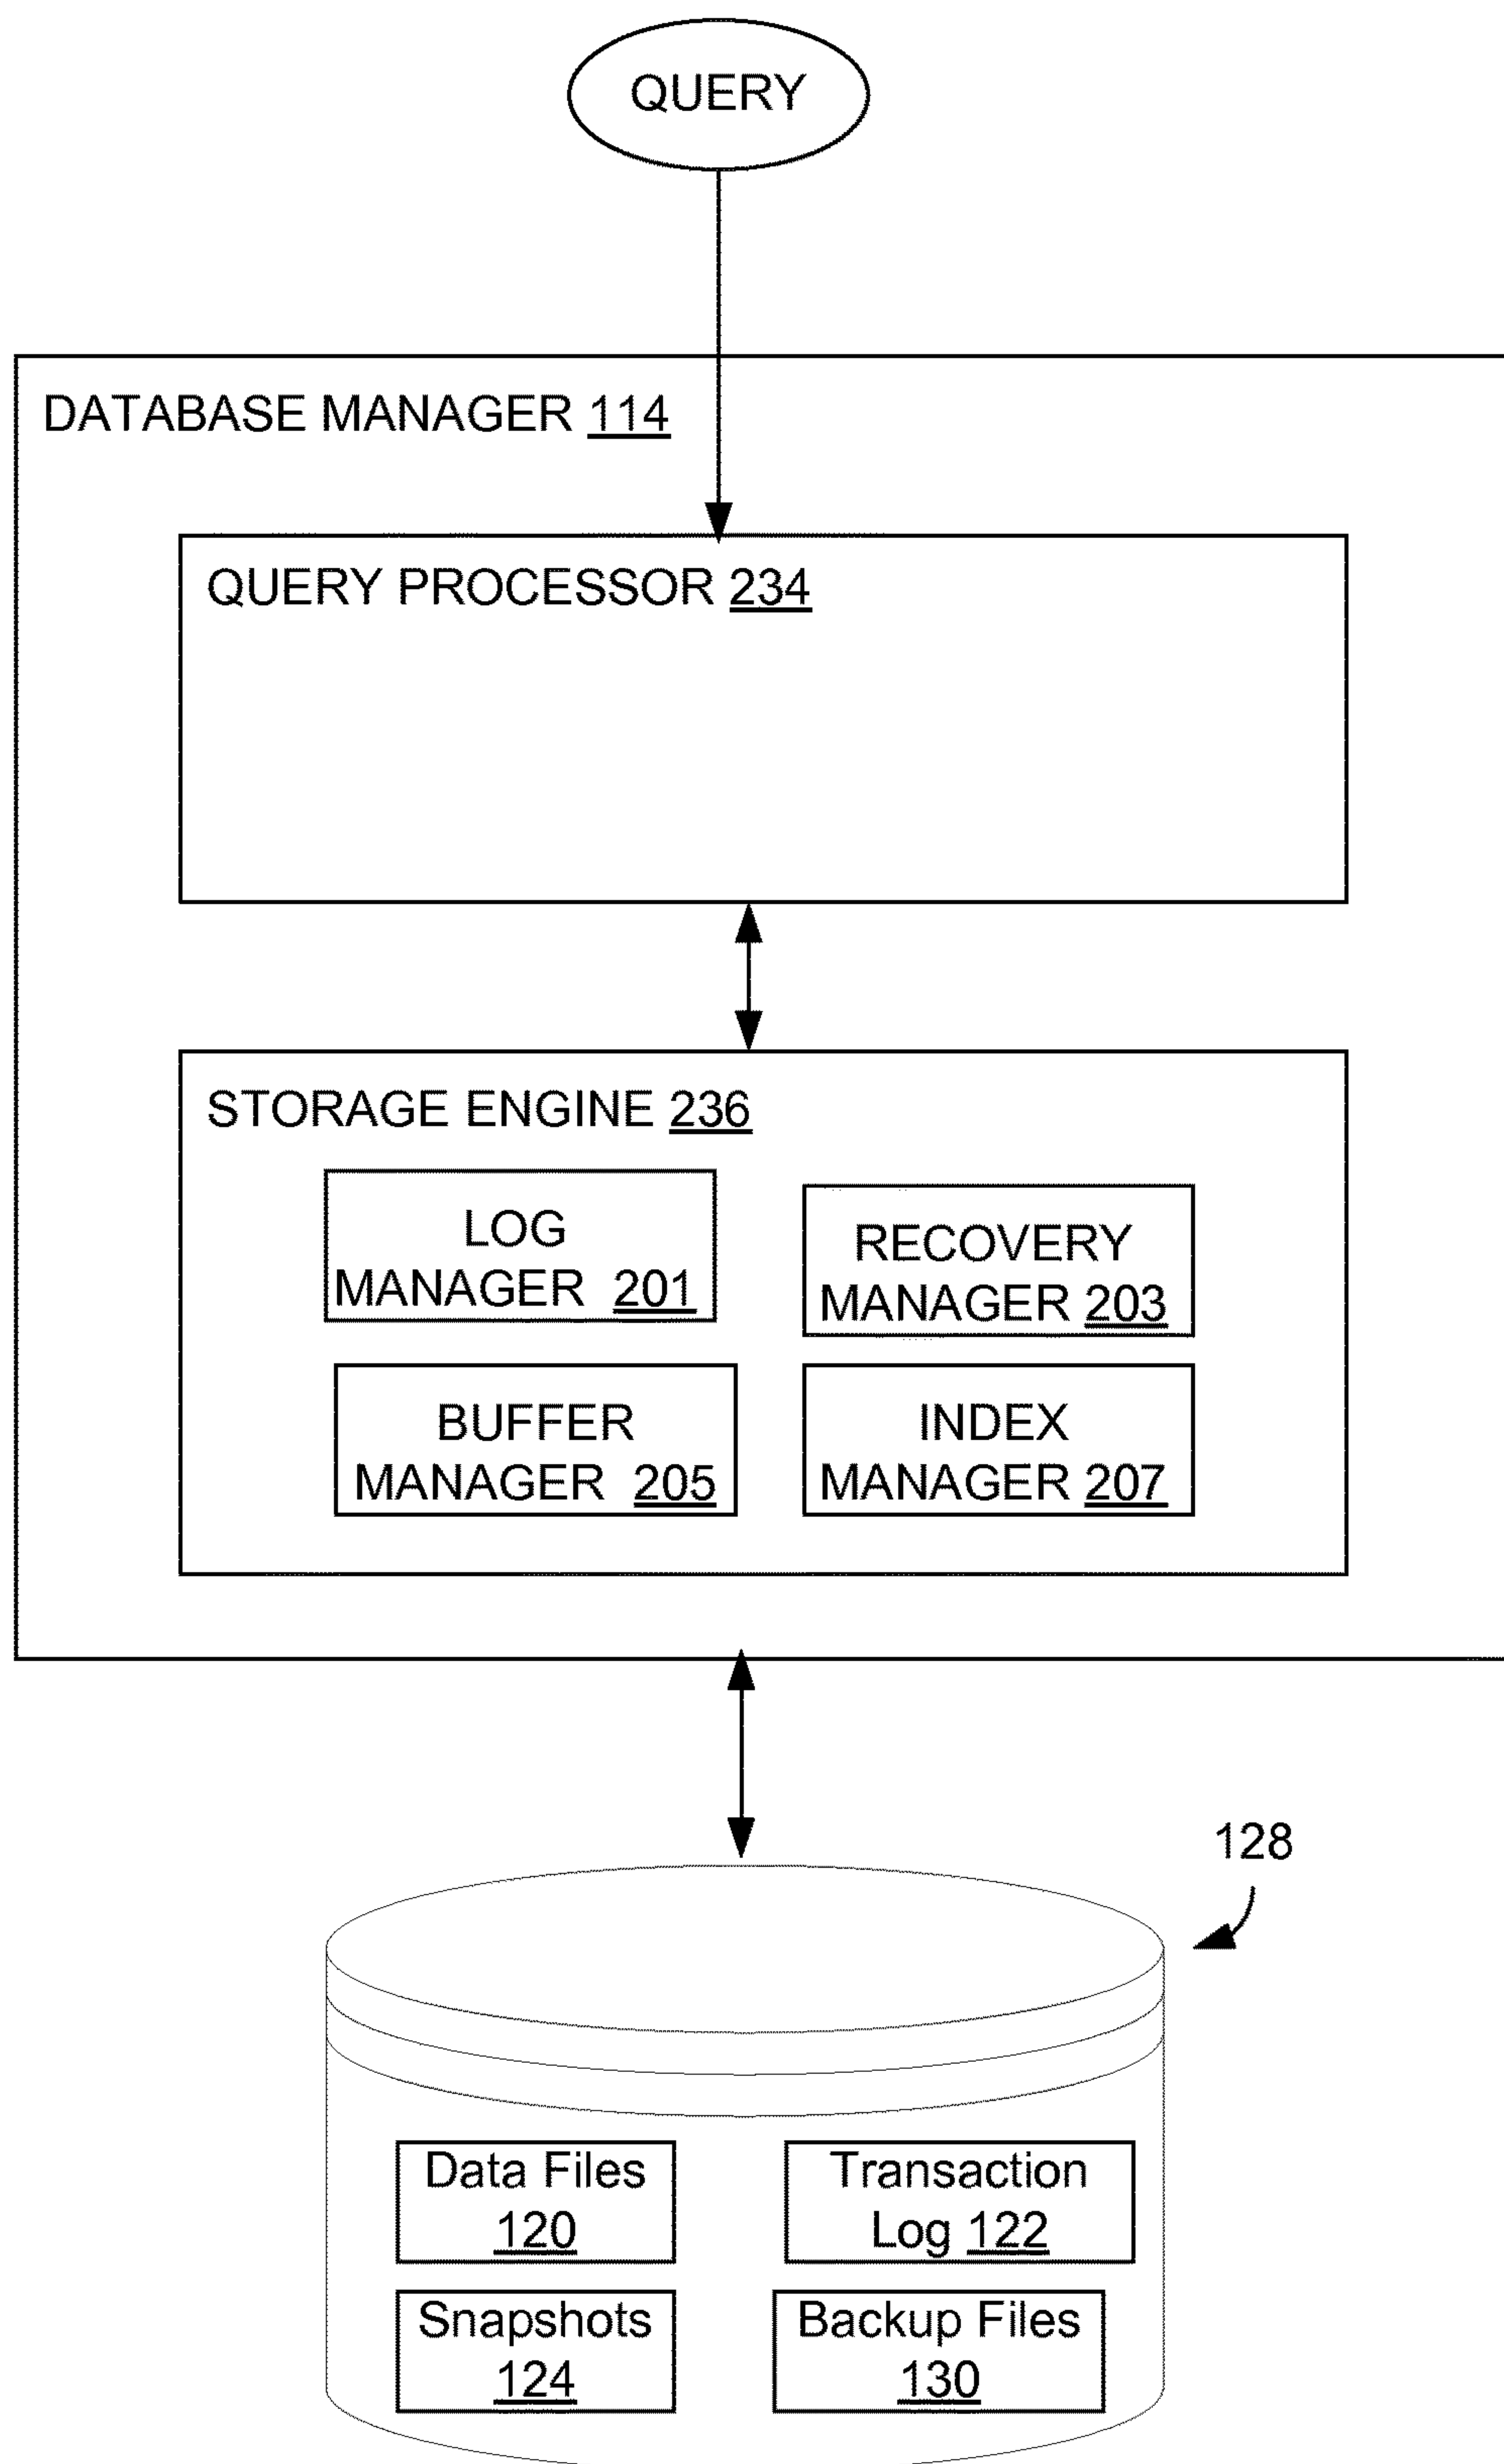 QUERY
DATABASE MANAGER 114
QUERY PROCESSOR 234
STORAGE ENGINE 236
LOG
MANAGER 201
RECOVERY
MANAGER 203
BUFFER
MANAGER 205
INDEX
MANAGER 207
128
Data Files
120
Transaction
Log 122
Snapshots
124
Backup Files
130